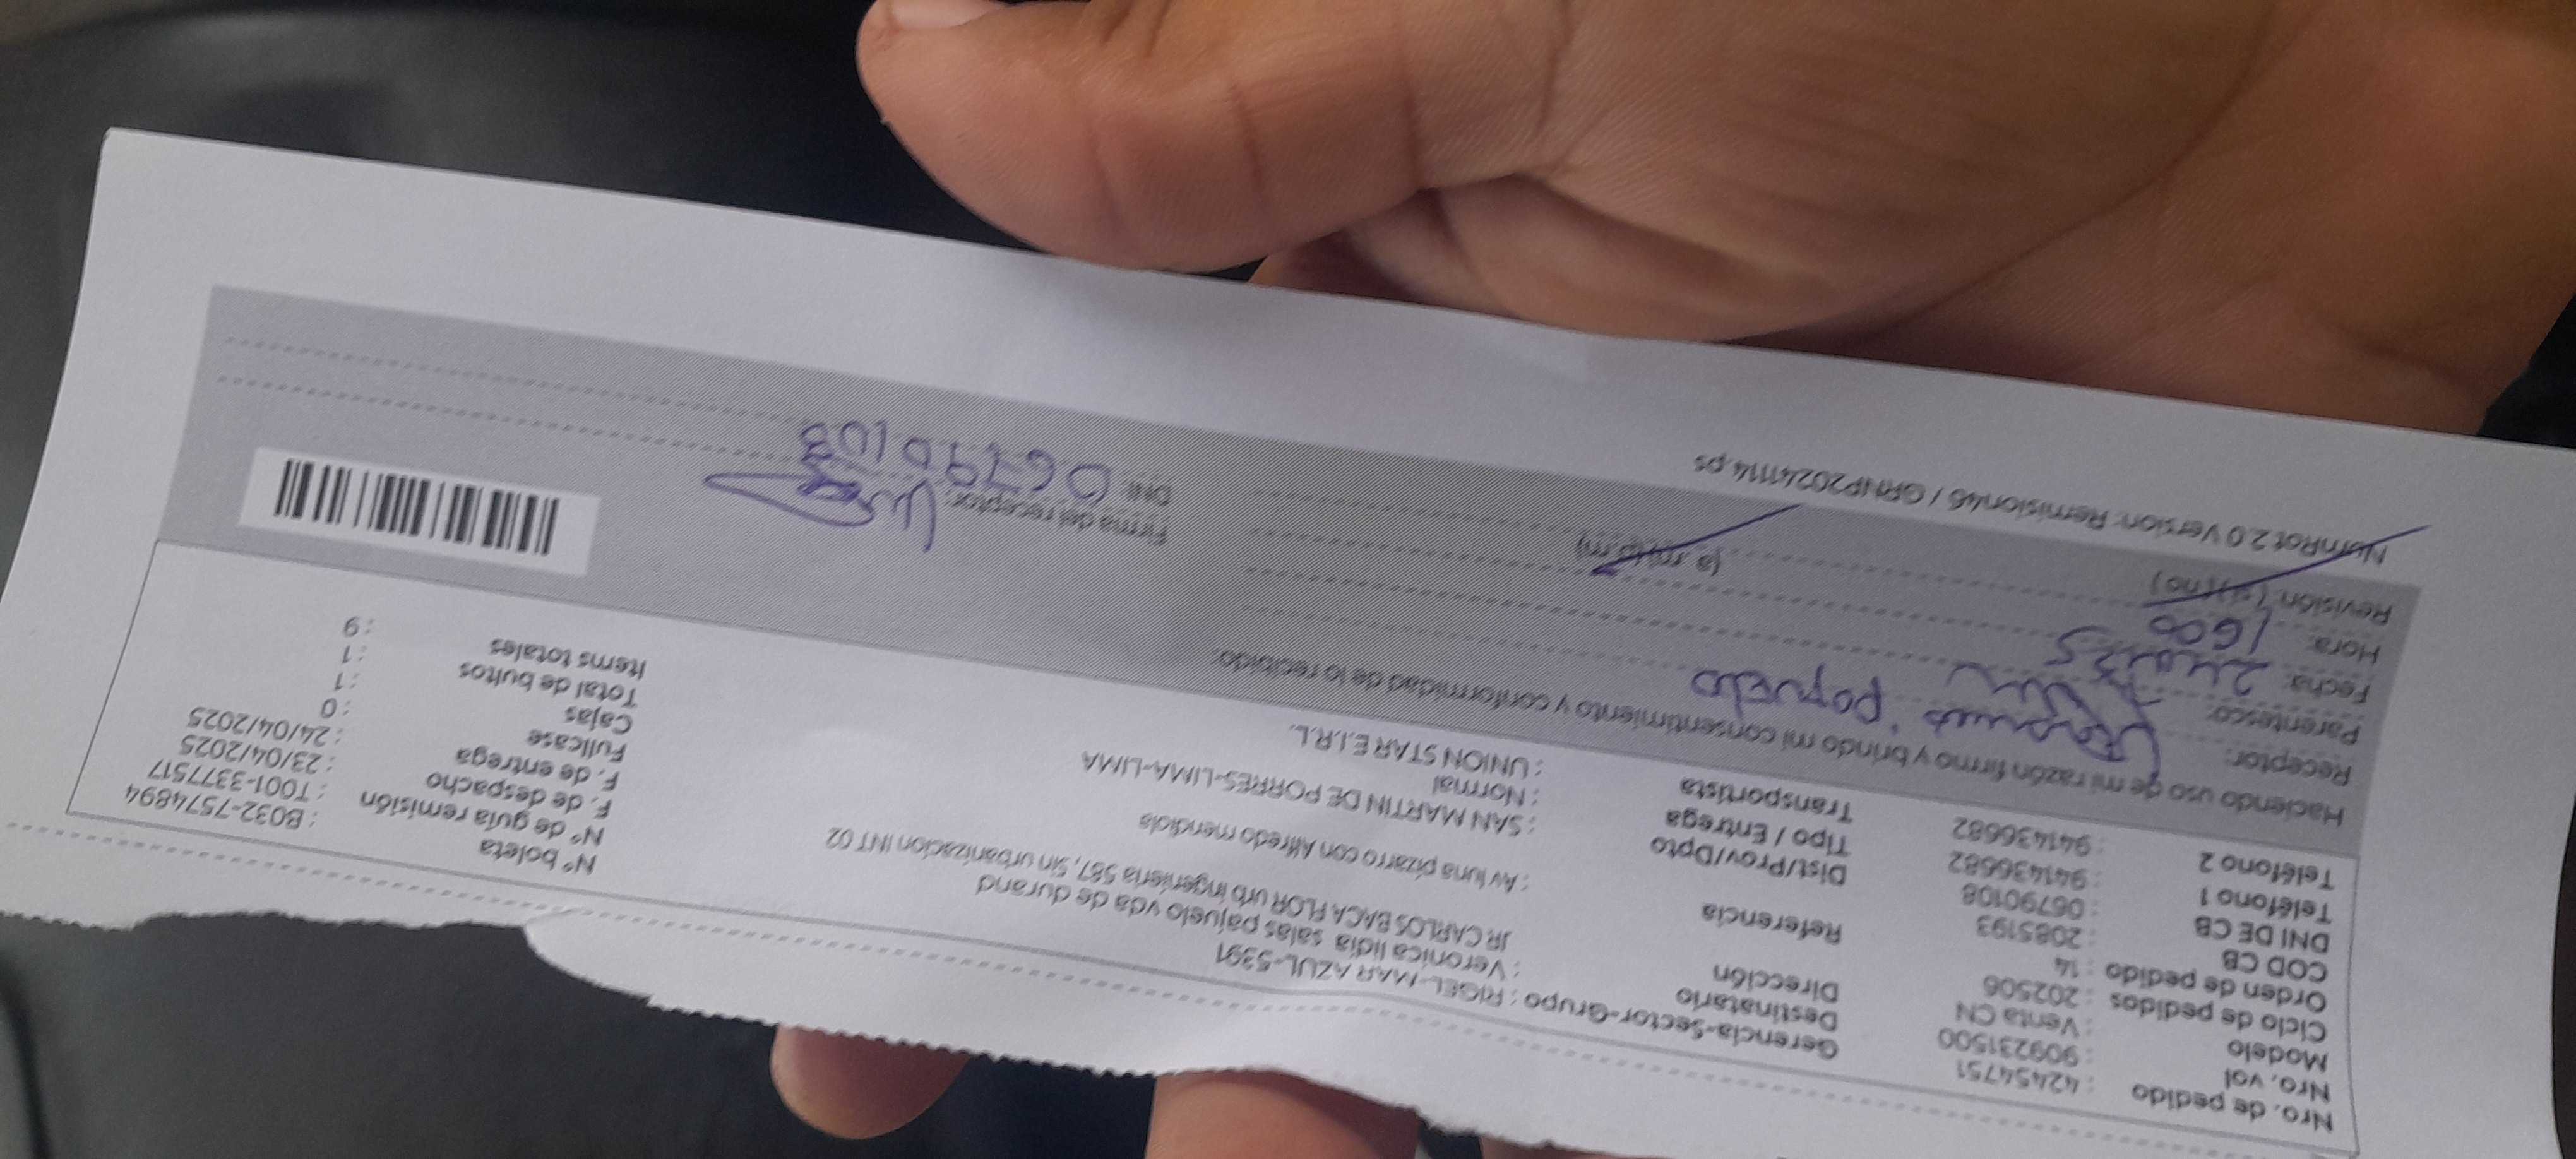 Nro. de pedido : 42454751
Nro. vol : 909231500
Modelo : Venta CN
Ciclo de pedidos : 202506
Orden de pedido : 14
COD CB : 2085193
DNI DE CB : 06790108
Teléfono 1 : 941436682
Teléfono 2 : 941436682
Gerencia-Sector-Grupo : RIGEL-MAR AZUL-5391
Destinatario : Veronica lidia salas pajuelo vda de durand
Dirección JR CARLOS BACA FLOR urb ingenieria 587, Sin urbanizacion INT 02
Referencia : Av luna pizarro con Alfredo mendiola
Dist/Prov/Dpto : SAN MARTIN DE PORRES-LIMA-LIMA
Tipo / Entrega : Normal
Transportista : UNION STAR E.I.R.L.
N° boleta : B032-7574894
N° de guía remisión : T001-3377517
F. de despacho : 23/04/2025
F. de entrega : 24/04/2025
Fullcase : 0
Cajas : 1
Total de bultos : 1
Items totales : 9
Haciendo uso de mi razón firmo y brindo mi consentimiento y conformidad de lo recibido:
Receptor:
Parentesco:
Fecha:
Hora: 1600 (a.m/p.m)
Revisión: (si)(no)
Firma del receptor:
DNI: 06790108
NumRot 2.0 Version: Remision46 / GRNP20241114.ps